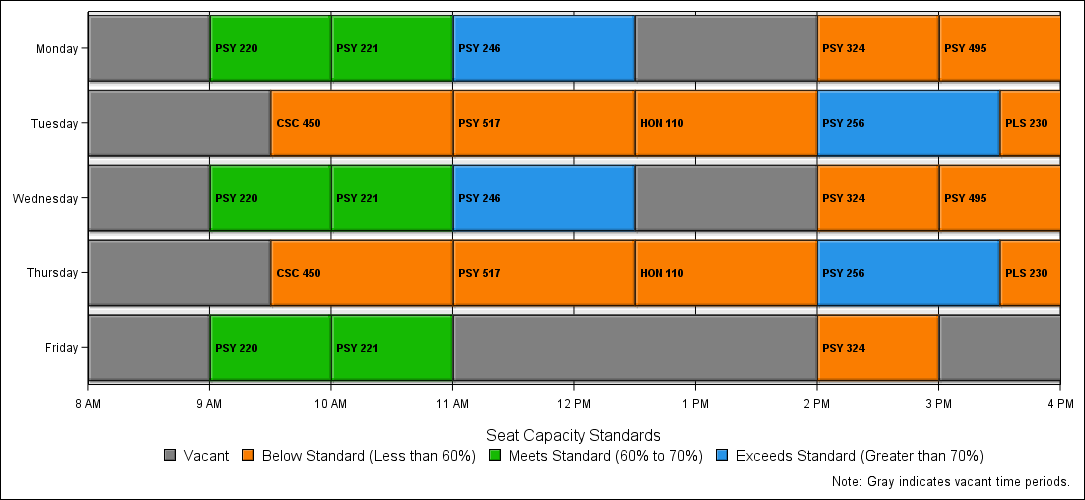 Monday PSY 220 PSY 221 PSY 246 PSY 324 PSY 495
Tuesday CSC 450 PSY 517 HON 110 PSY 256 PLS 230
Wednesday PSY 220 PSY 221 PSY 246 PSY 324 PSY 495
Thursday CSC 450 PSY 517 HON 110 PSY 256 PLS 230
Friday PSY 220 PSY 221 PSY 324
8 AM 9 AM 10 AM 11 AM 12 PM 1 PM 2 PM 3 PM 4 PM
Seat Capacity Standards
Vacant Below Standard (Less than 60%) Meets Standard (60% to 70%) Exceeds Standard (Greater than 70%)
Note: Gray indicates vacant time periods.